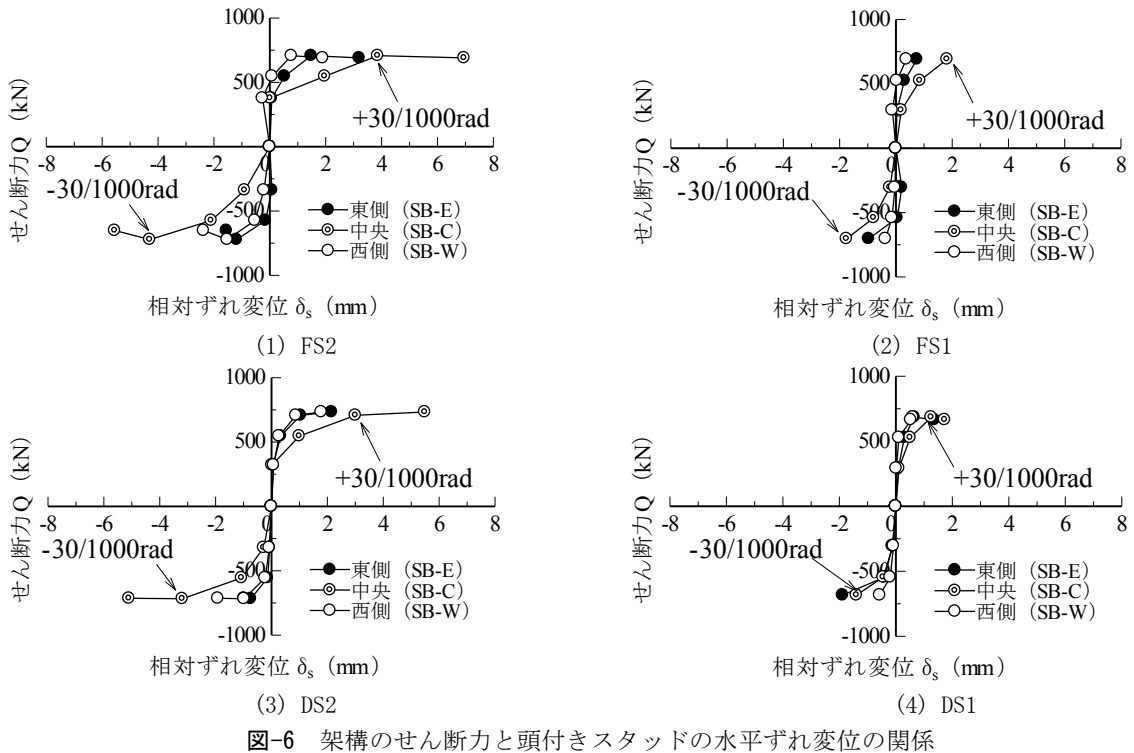 1000
500
0
-500
-1000
-8 -6 -4 -2 0 2 4 6 8
せん断力Q (kN)
+30/1000rad
-30/1000rad
東側（SB-E）
中央（SB-C）
西側（SB-W）
相対ずれ変位 δs (mm)
(1) FS2
1000
500
0
-500
-1000
-8 -6 -4 -2 0 2 4 6 8
せん断力Q (kN)
+30/1000rad
-30/1000rad
東側（SB-E）
中央（SB-C）
西側（SB-W）
相対ずれ変位 δs (mm)
(2) FS1
1000
500
0
-500
-1000
-8 -6 -4 -2 0 2 4 6 8
せん断力Q (kN)
+30/1000rad
-30/1000rad
東側（SB-E）
中央（SB-C）
西側（SB-W）
相対ずれ変位 δs (mm)
(3) DS2
1000
500
0
-500
-1000
-8 -6 -4 -2 0 2 4 6 8
せん断力Q (kN)
+30/1000rad
-30/1000rad
東側（SB-E）
中央（SB-C）
西側（SB-W）
相対ずれ変位 δs (mm)
(4) DS1
図-6 架構のせん断力と頭付きスタッドの水平ずれ変位の関係